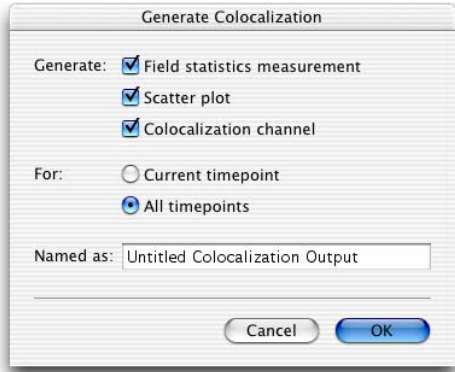 Generate Colocalization
Generate: Field statistics measurement
Scatter plot
Colocalization channel
For: Current timepoint
All timepoints
Named as: Untitled Colocalization Output
Cancel OK